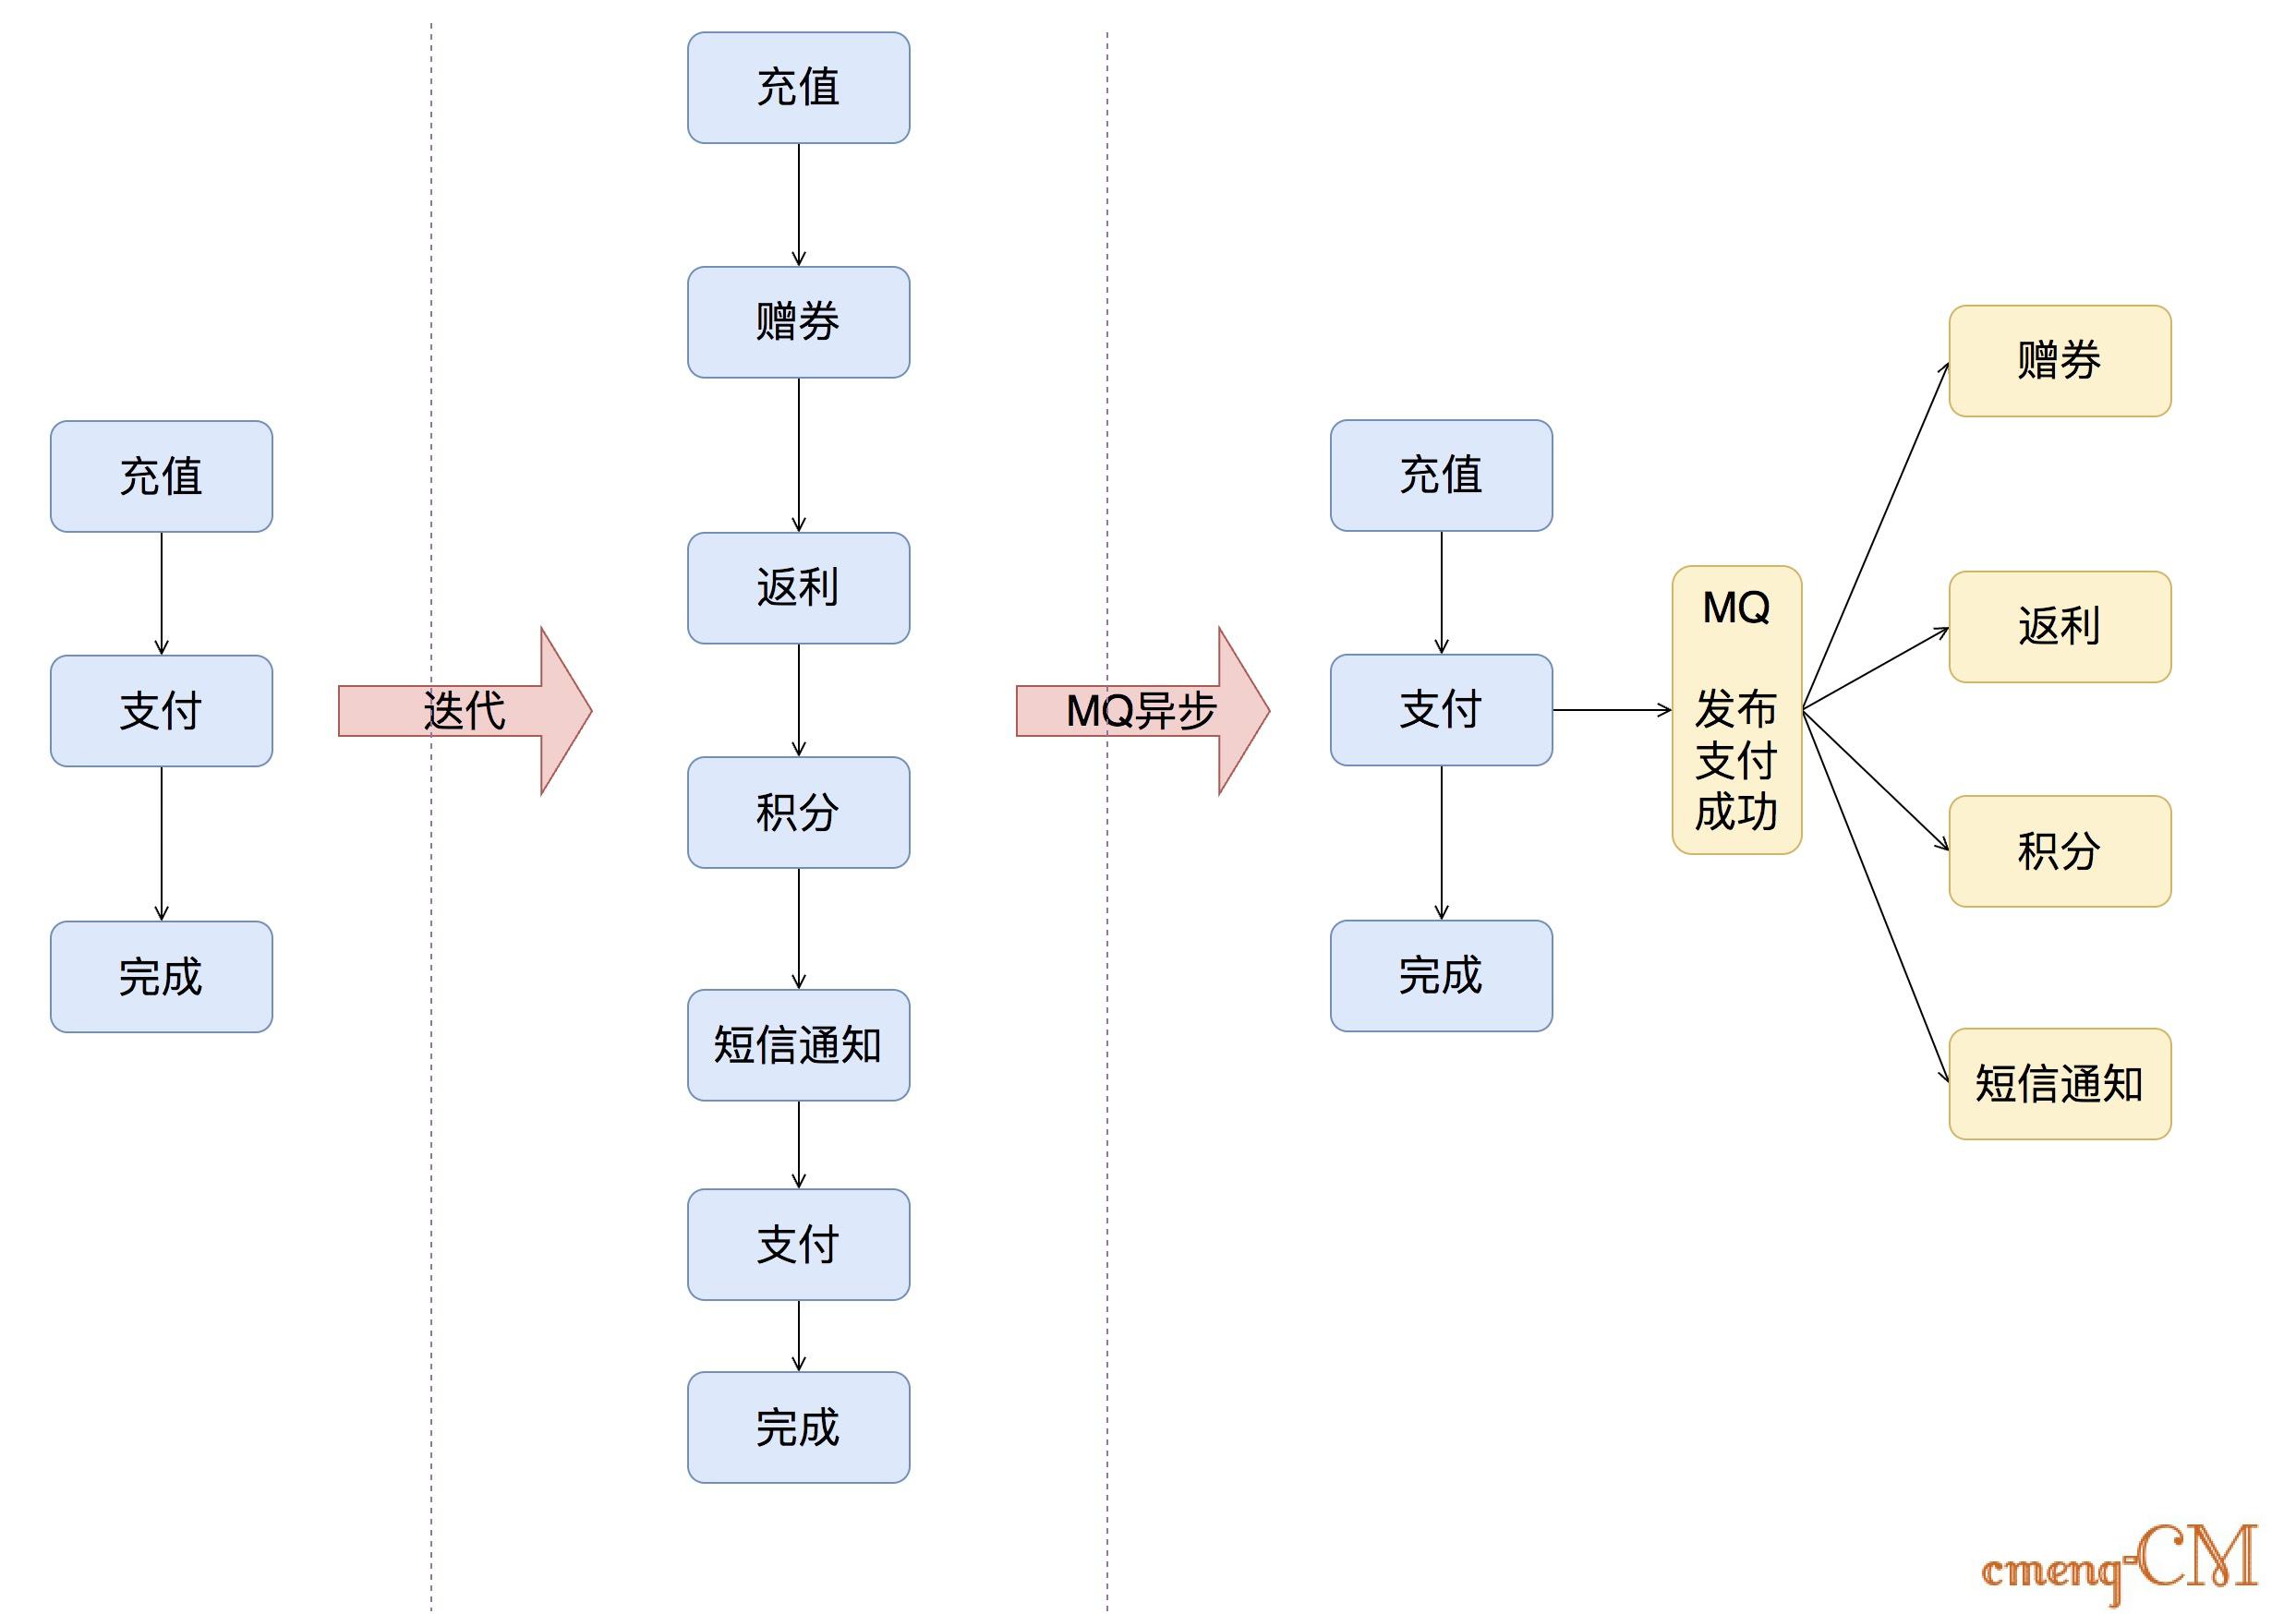 充值
支付
完成
迭代
充值
赠券
返利
积分
短信通知
支付
完成
MQ异步
充值
支付
完成
MQ
发布
支付
成功
赠券
返利
积分
短信通知
cmenq-CM